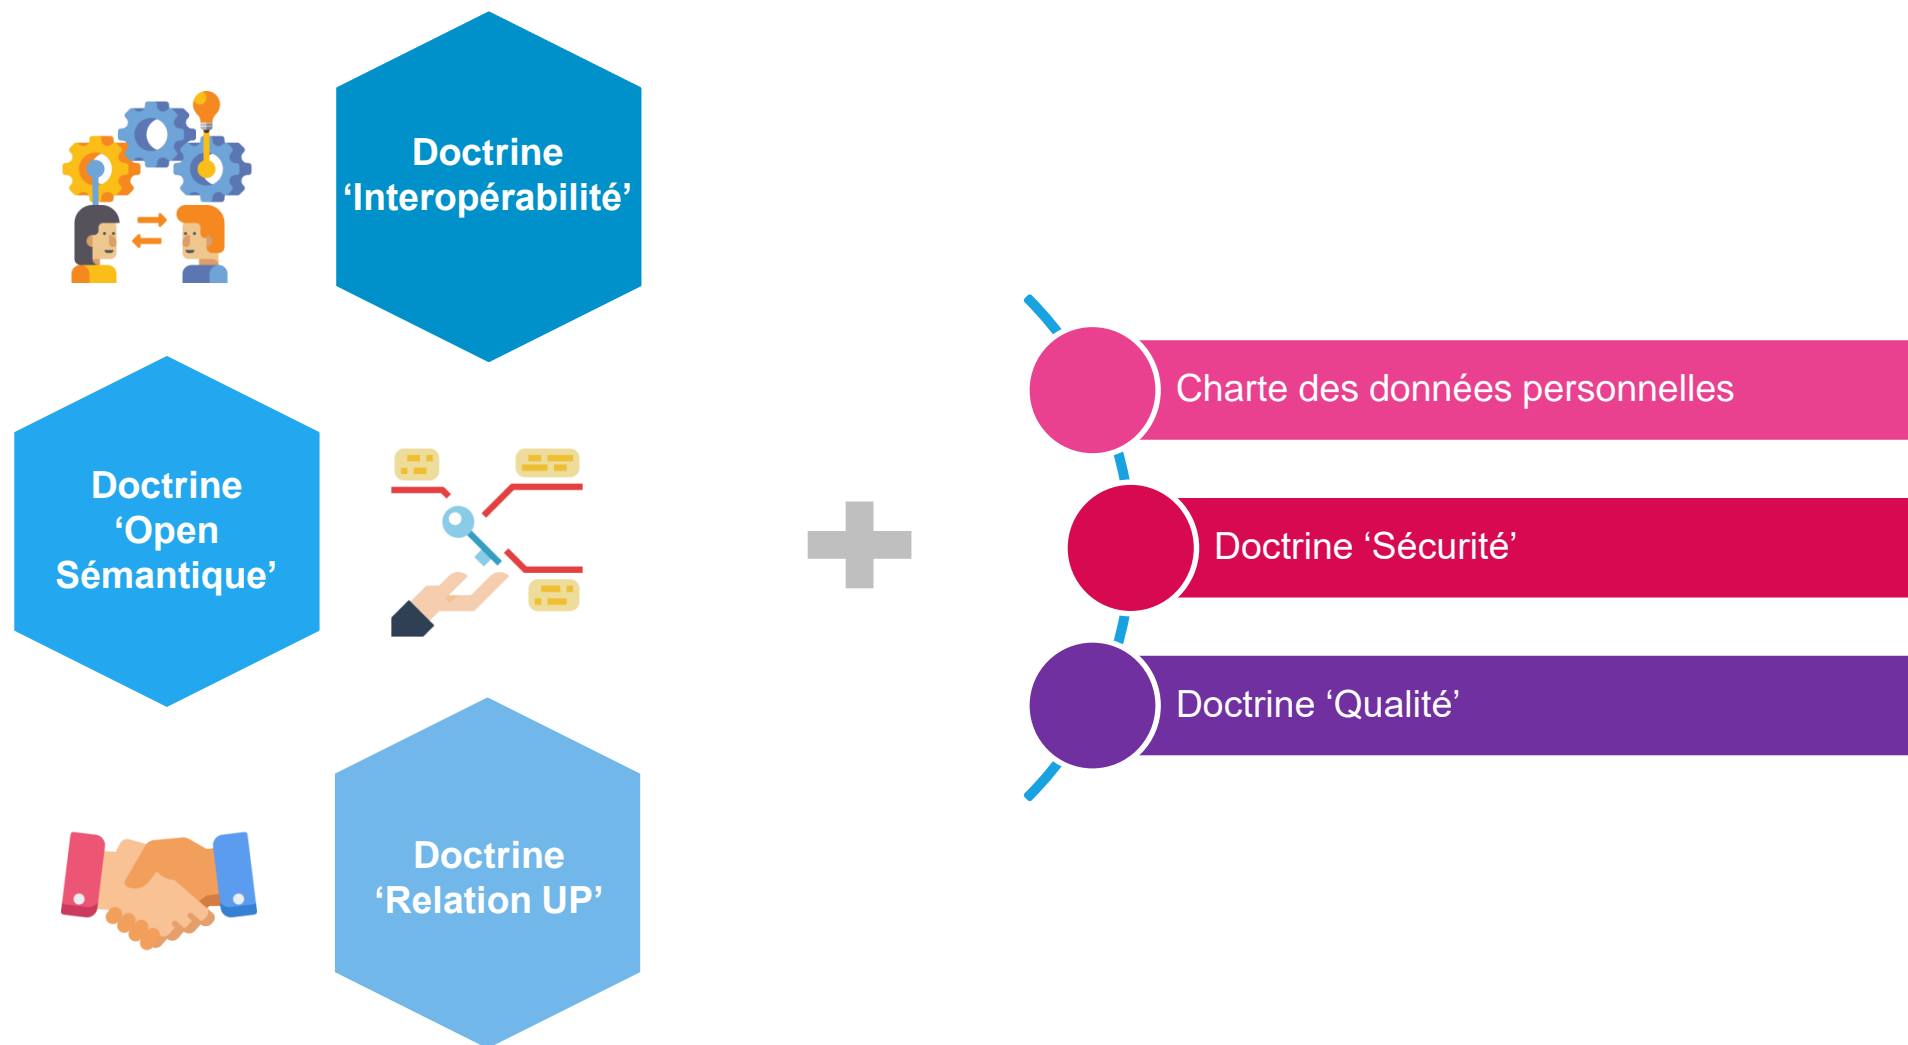 Doctrine
‘Interopérabilité’
Doctrine
‘Open
Sémantique’
Doctrine
‘Relation UP’
Charte des données personnelles
Doctrine ‘Sécurité’
Doctrine ‘Qualité’